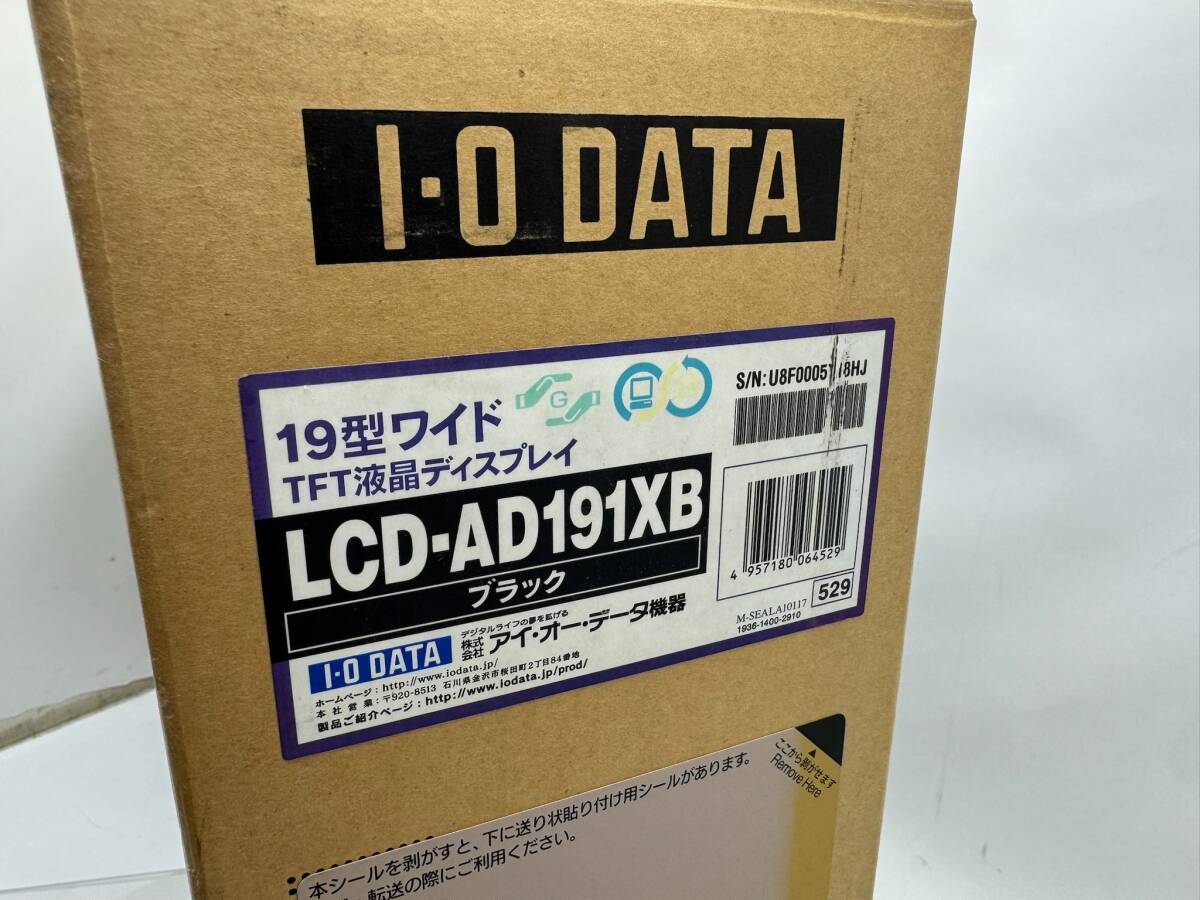 I·O DATA
19型ワイド
TFT液晶ディスプレイ
G
S/N:
LCD-AD191XB
ブラック
4 957180 064529
529
M-SEALA10117
1936-1400-2910
I·O DATA
デジタルライフの夢を拡げる
株式会社 アイ・オー・データ機器
ホームページ：http://www.iodata.jp/
本社営業：〒920-8513 石川県金沢市桜田町2丁目84番地
製品ご紹介ページ：http://www.iodata.jp/prod/
ここから剥がせます
Remove Here
本シールを剥がすと、下に送り状貼り付け用シールがあります。
転送の際にご利用ください。